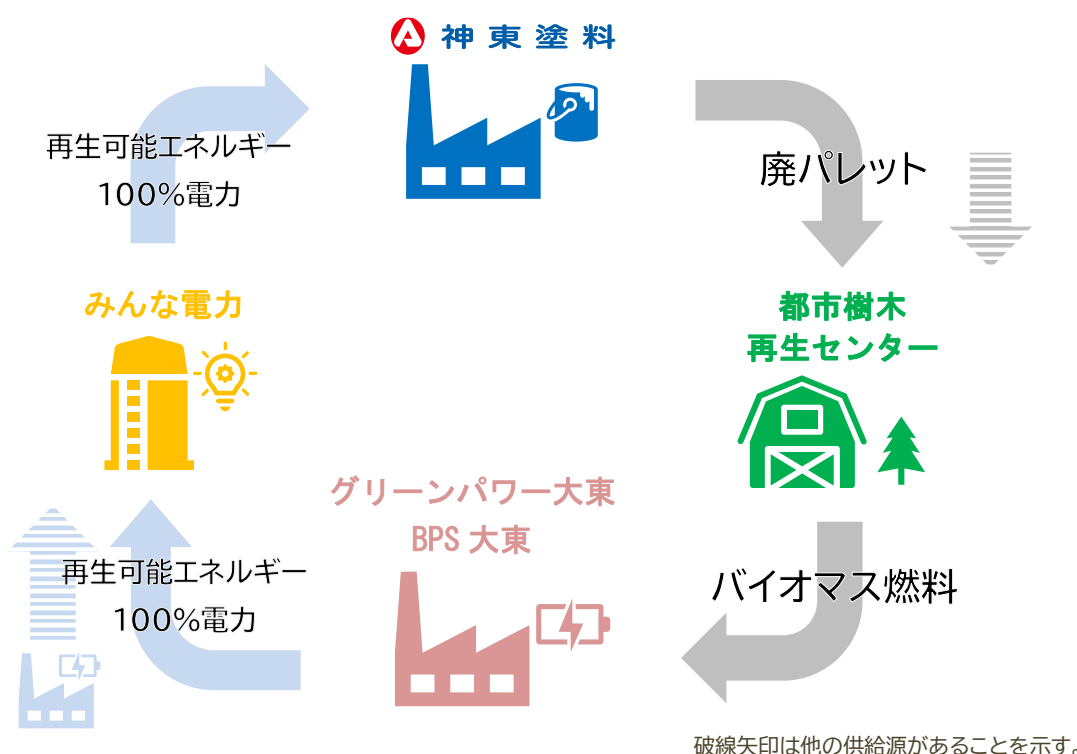 神東塗料
再生可能エネルギー
100%電力
廃パレット
みんな電力
都市樹木
再生センター
グリーンパワー大東
BPS 大東
再生可能エネルギー
100%電力
バイオマス燃料
破線矢印は他の供給源があることを示す。